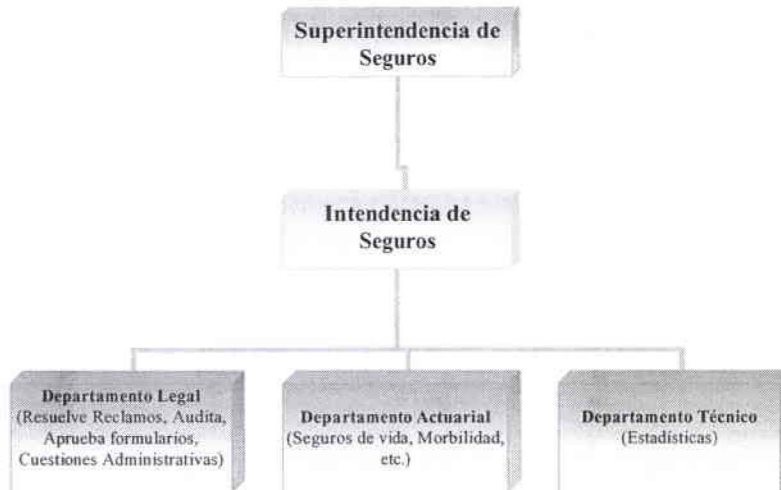 Superintendencia de
Seguros
Intendencia de
Seguros
Departamento Legal
(Resuelve Reclamos, Audita,
Aprueba formularios,
Cuestiones Administrativas)
Departamento Actuarial
(Seguros de vida, Morbilidad,
etc.)
Departamento Técnico
(Estadísticas)